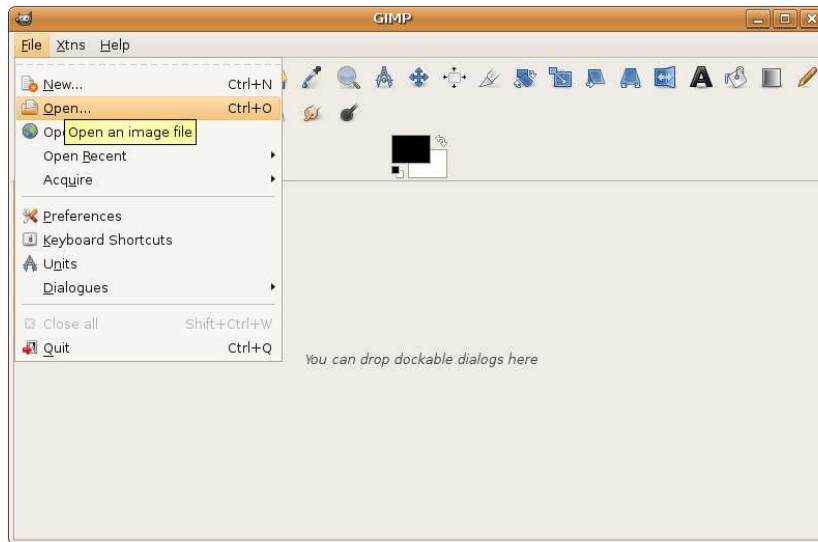 GIMP
File Xtns Help
New... Ctrl+N
Open... Ctrl+O
Op
Open an image file
Open Recent
Acquire
Preferences
Keyboard Shortcuts
Units
Dialogues
Close all Shift+Ctrl+W
Quit Ctrl+Q
You can drop dockable dialogs here